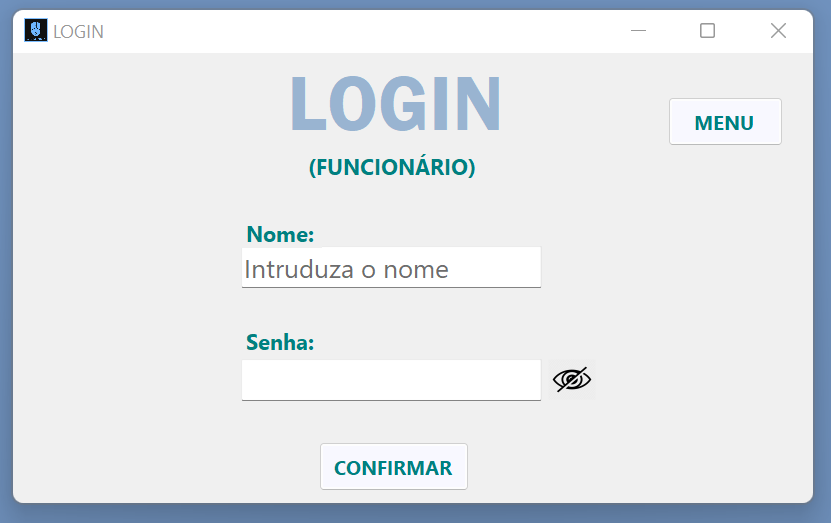 LOGIN
LOGIN
MENU
(FUNCIONÁRIO)
Nome:
Intruduza o nome
Senha:
CONFIRMAR